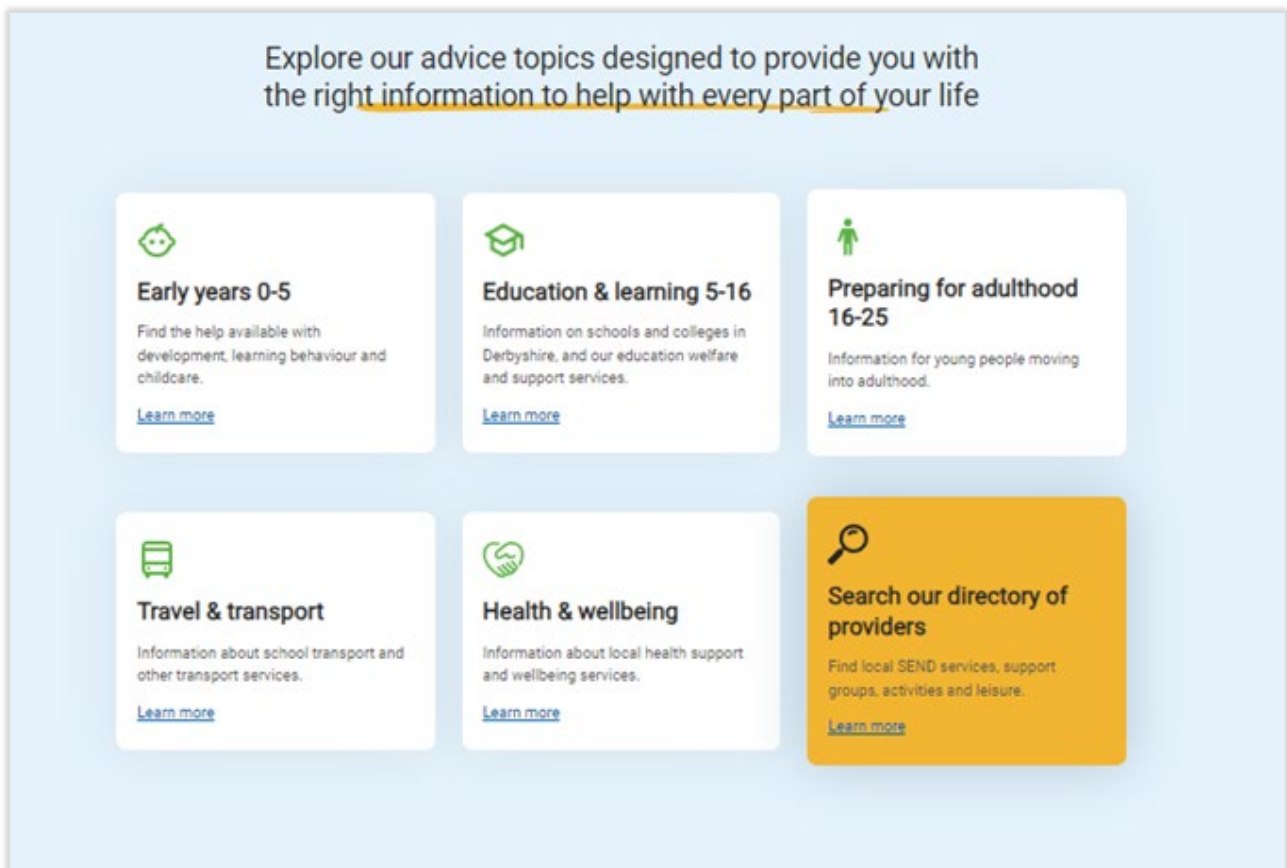 Explore our advice topics designed to provide you with
the right information to help with every part of your life
Early years 0-5
Find the help available with
development, learning behaviour and
childcare.
Learn more
Education & learning 5-16
Information on schools and colleges in
Derbyshire, and our education welfare
and support services.
Learn more
Preparing for adulthood
16-25
Information for young people moving
into adulthood.
Learn more
Travel & transport
Information about school transport and
other transport services.
Learn more
Health & wellbeing
Information about local health support
and wellbeing services.
Learn more
Search our directory of
providers
Find local SEND services, support
groups, activities and leisure.
Learn more